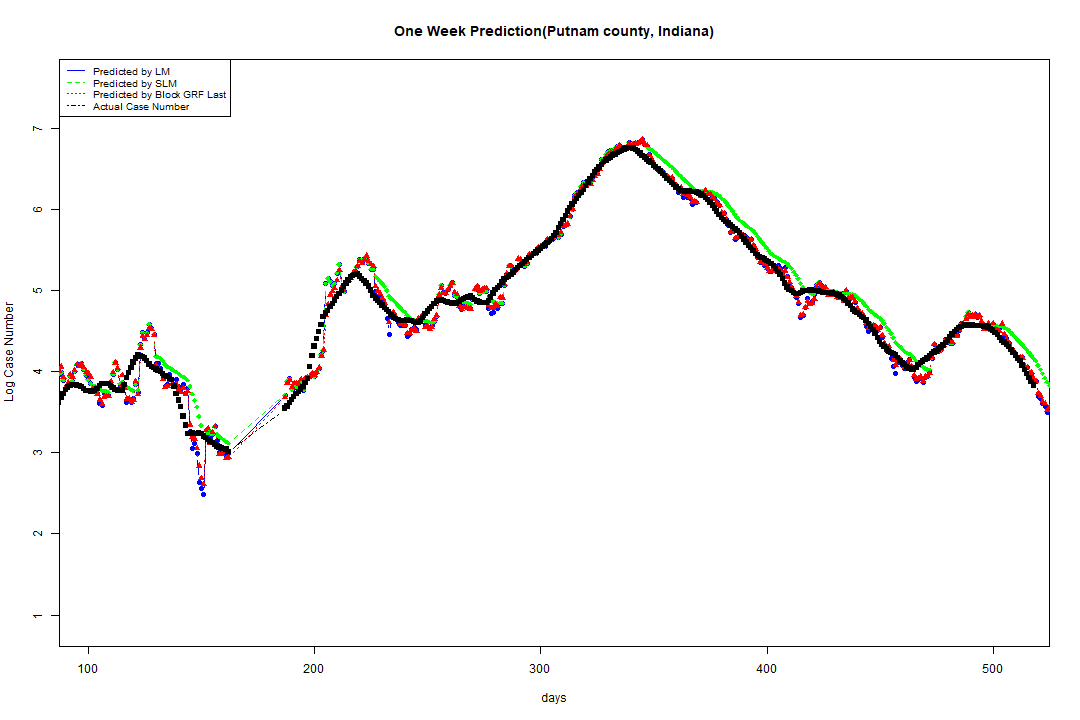 One Week Prediction(Putnam county, Indiana)
Predicted by LM
Predicted by SLM
Predicted by Block GRF Last
Actual Case Number
7
6
5
4
3
2
1
Log Case Number
100 200 300 400 500
days